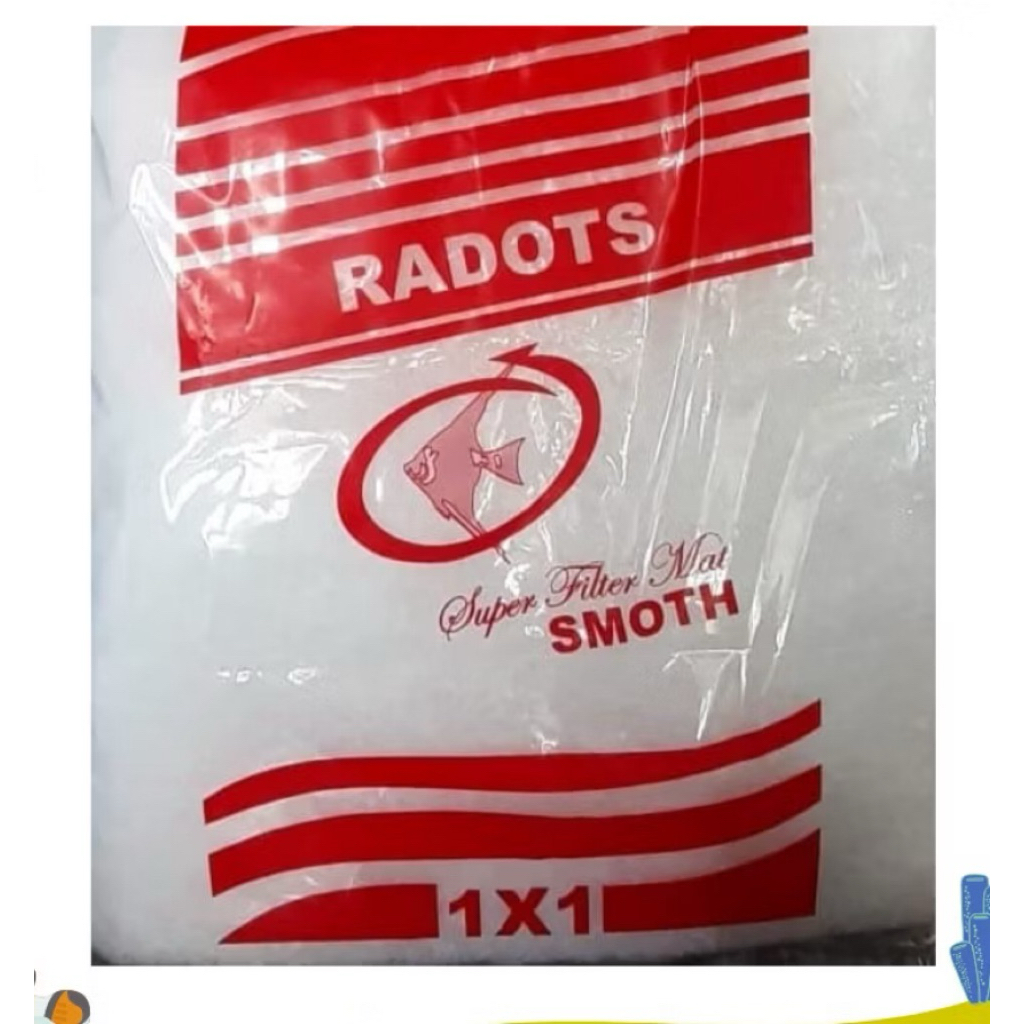 RADOTS
Super Filter Mat
SMOTH
1X1